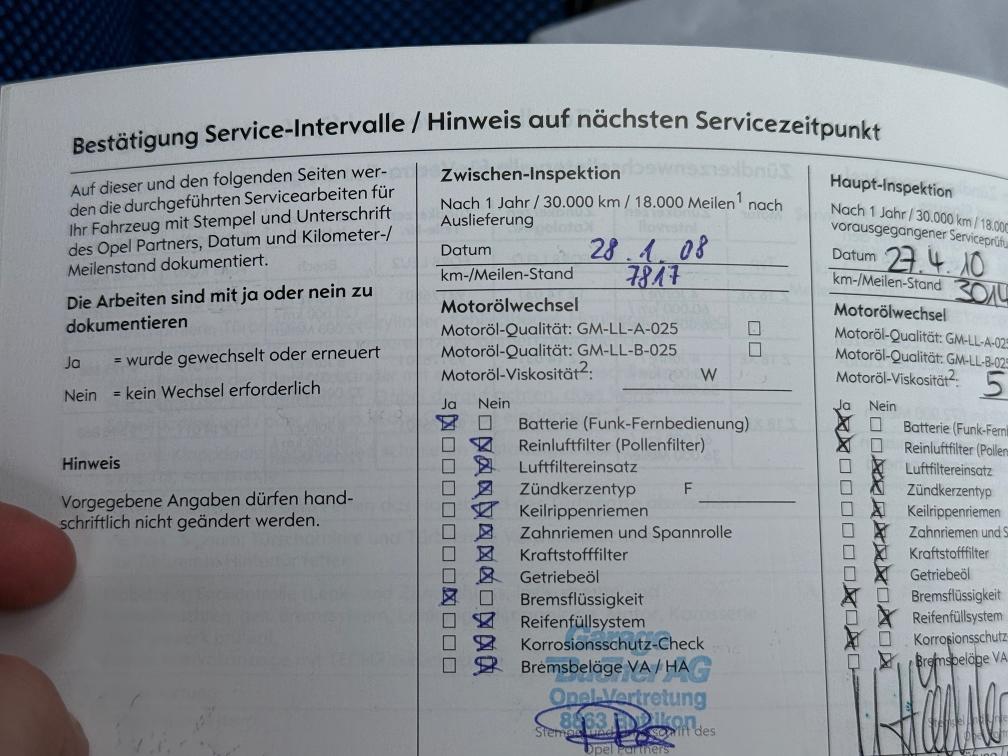 Bestätigung Service-Intervalle / Hinweis auf nächsten Servicezeitpunkt
Auf dieser und den folgenden Seiten wer-
den die durchgeführten Servicearbeiten für
Ihr Fahrzeug mit Stempel und Unterschrift
des Opel Partners, Datum und Kilometer-/
Meilenstand dokumentiert.
Die Arbeiten sind mit ja oder nein zu
dokumentieren
Ja = wurde gewechselt oder erneuert
Nein = kein Wechsel erforderlich
Hinweis
Vorgegebene Angaben dürfen hand-
schriftlich nicht geändert werden.
Zwischen-Inspektion
Nach 1 Jahr / 30.000 km / 18.000 Meilen1 nach
Auslieferung
Datum 28.1.08
km-/Meilen-Stand 7817
Motorölwechsel
Motoröl-Qualität: GM-LL-A-025
Motoröl-Qualität: GM-LL-B-025
Motoröl-Viskosität2: W
Ja Nein
Batterie (Funk-Fernbedienung)
Reinluftfilter (Pollenfilter)
Luftfiltereinsatz
Zündkerzentyp F
Keilrippenriemen
Zahnriemen und Spannrolle
Kraftstofffilter
Getriebeöl
Bremsflüssigkeit
Reifenfüllsystem
Korrosionsschutz-Check
Bremsbeläge VA / HA
Garage
AG
Opel-Vertretung
8863
des
Opel Partners
Haupt-Inspektion
Nach 1 Jahr / 30.000 km / 18.000
vorausgegangener
Datum 27.4.10
km-/Meilen-Stand 3014
Motorölwechsel
Motoröl-Qualität: GM-LL-A-025
Motoröl-Qualität: GM-LL-B-025
Motoröl-Viskosität2: 5
Ja Nein
Batterie (Funk-Fern
Reinluftfilter (Pollen
Luftfiltereinsatz
Zündkerzentyp
Keilrippenriemen
Zahnriemen und S
Kraftstofffilter
Getriebeöl
Bremsflüssigkeit
Reifenfüllsystem
Korrosionsschutz
Bremsbeläge VA